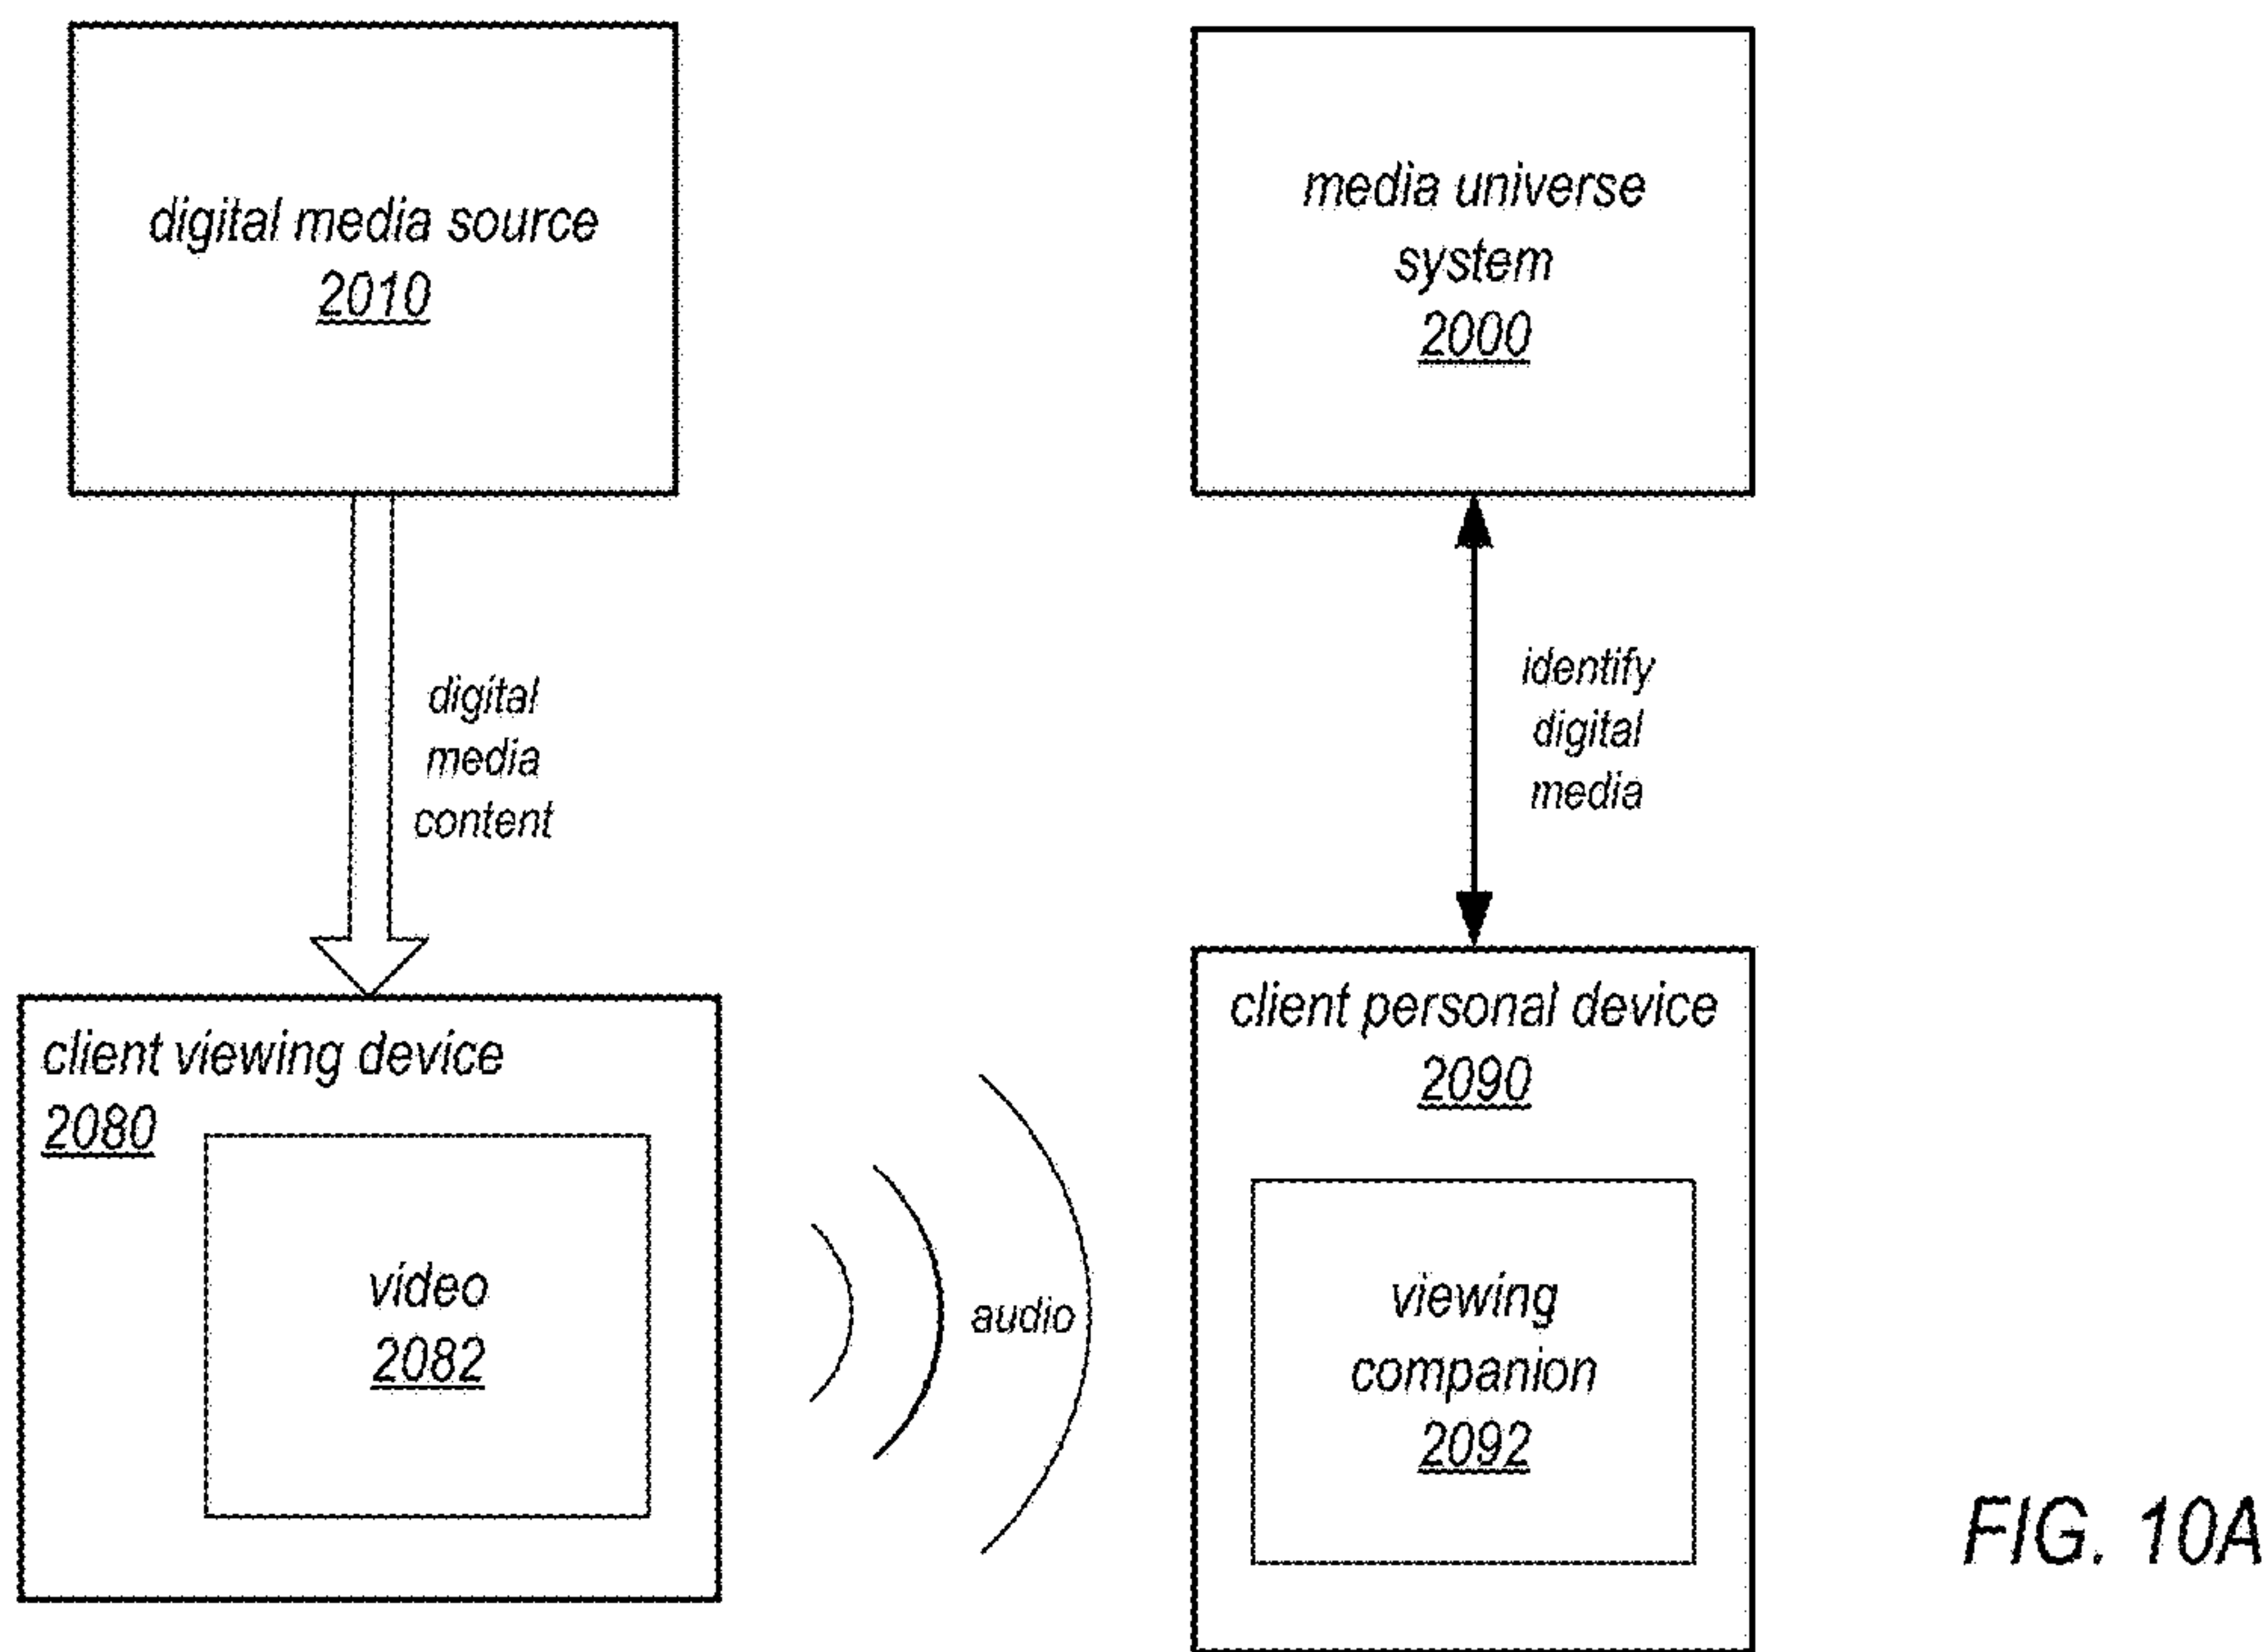 digital media source
2010
media universe
system
2000
digital
media
content
identify
digital
media
client viewing device
2080
video
2082
audio
client personal device
2090
viewing
companion
2092
FIG. 10A